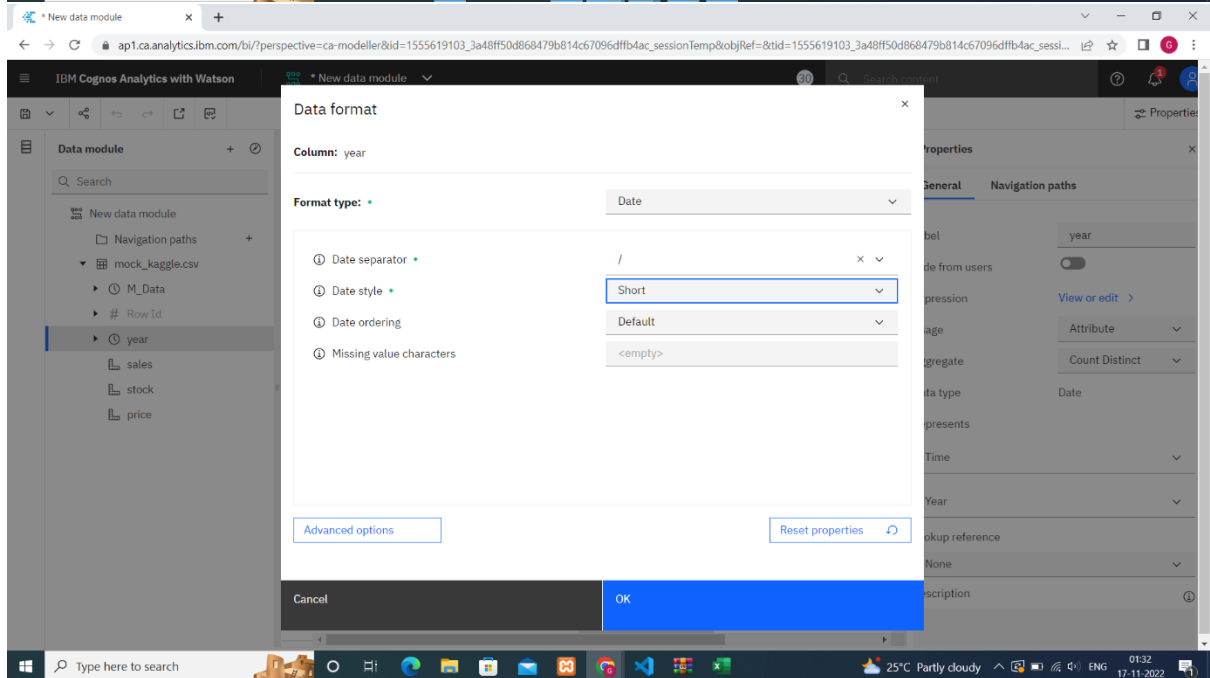 * New data module
ap1.ca.analytics.ibm.com/bi/?perspective=ca-modeller&id=1555619103_3a48ff50d868479b814c67096dffb4ac_sessionTemp&objRef=&tid=1555619103_3a48ff50d868479b814c67096dffb4ac_sessi...
G
IBM Cognos Analytics with Watson
* New data module
30
Search content
Properties
Data module
Search
New data module
Navigation paths
mock_kaggle.csv
M_Data
# Row Id
year
sales
stock
price
Data format
Column: year
Format type:
Date
Date separator
/
Date style
Short
Date ordering
Default
Missing value characters
<empty>
Advanced options
Reset properties
Cancel
OK
Properties
General Navigation paths
bel
year
de from users
pression
View or edit
age
Attribute
gregate
Count Distinct
ta type
Date
presents
Time
Year
okup reference
None
scription
Type here to search
25°C Partly cloudy
ENG
01:32
17-11-2022